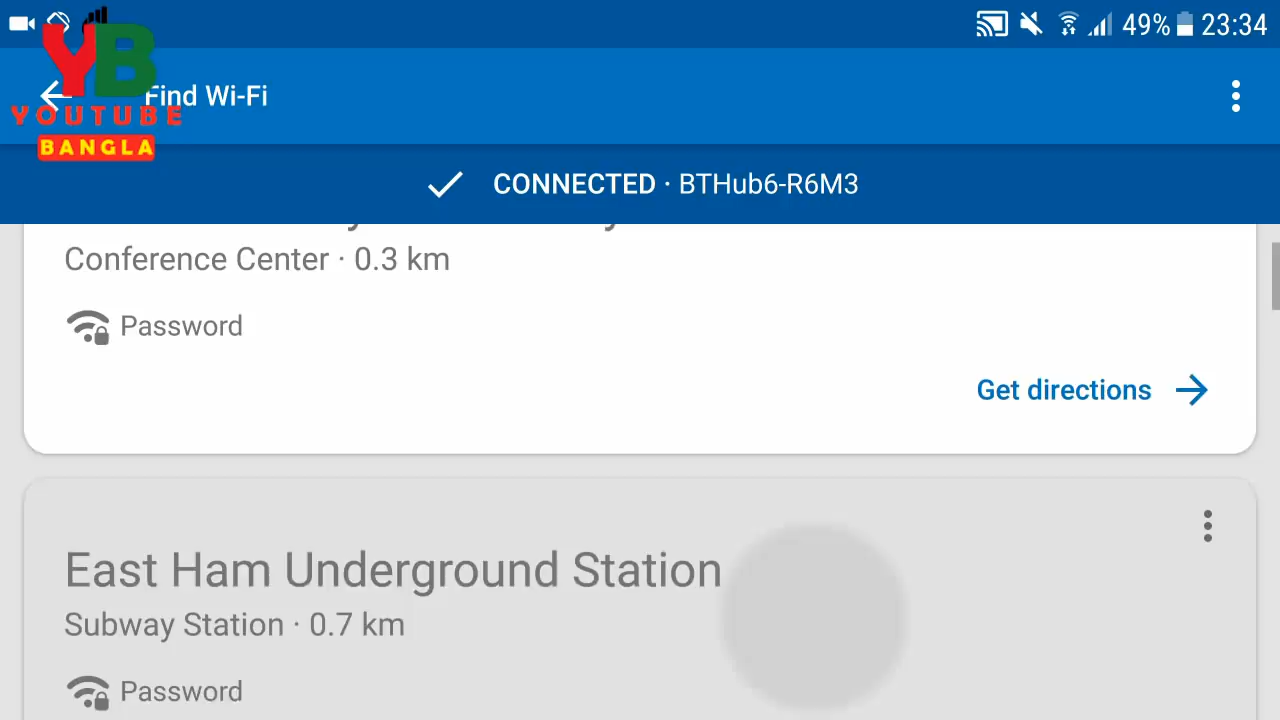 49% 23:34
YB
Find Wi-Fi
YOUTUBE
BANGLA
CONNECTED · BTHub6-R6M3
Conference Center · 0.3 km
Password
Get directions
East Ham Underground Station
Subway Station · 0.7 km
Password